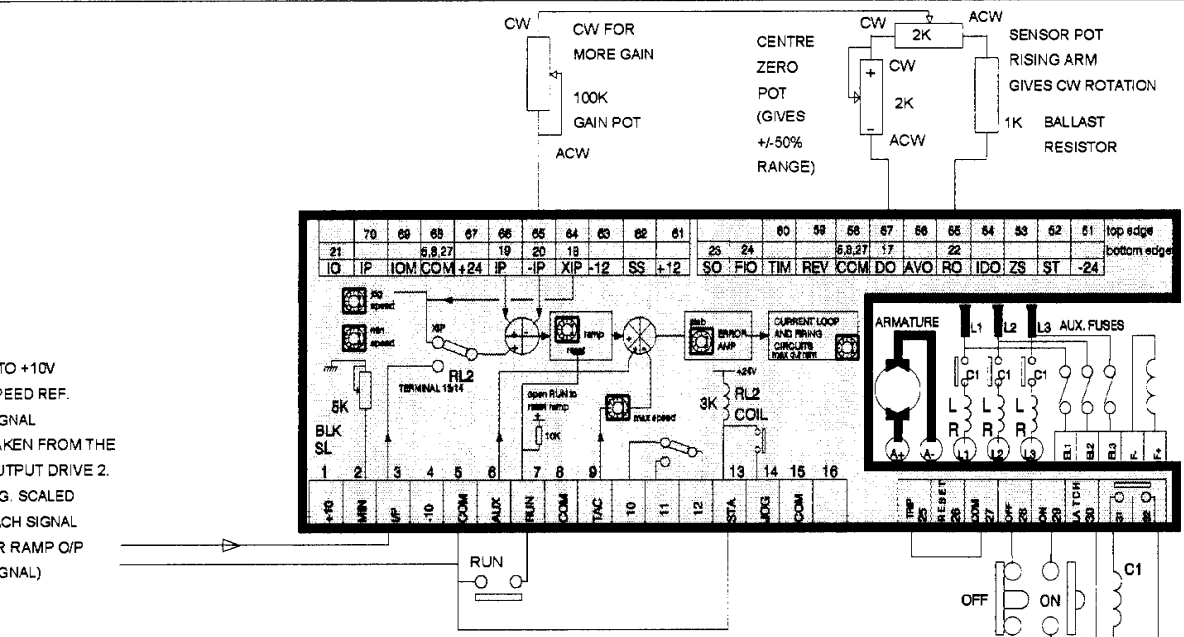 CW
CW FOR
MORE GAIN
100K
GAIN POT
ACW
CENTRE
ZERO
POT
(GIVES
+/-50%
RANGE)
CW
2K
ACW
CW
+
2K
-
ACW
SENSOR POT
RISING ARM
GIVES CW ROTATION
1K BALLAST
RESISTOR
70 69 68 67 66 65 64 63 62 61 60 59 58 57 56 55 54 53 52 51 top edge
21 6,8,27 19 20 18 23 24 6,8,27 17 22 bottom edge
IO IP IOM COM +24 IP -IP XIP -12 SS +12 SO FIO TIM REV COM DO AVO RO IDO ZS ST -24
jog
speed
min
speed
XIP
RL2
TERMINAL 15/14
5K
BLK
SL
ramp
reset
open RUN to
reset ramp
10K
max speed
stab
ERROR
AMP
CURRENT LOOP
AND FIRING
CIRCUITS
+24V
3K
RL2
COIL
ARMATURE
L1 L2 L3 AUX. FUSES
C1 C1 C1
L L L
R R R
A+ A- L1 L2 L3 EL1 EL2 EL3 F- F+
1 2 3 4 5 6 7 8 9 13 14 15 16
+10 MIN I/P -10 COM AUX RUN COM TAC 10 11 12 STA JOG COM
TRIP 25 RESET 26 COM 27 OFF 28 ON 29 LATCH 30
TO +10V
PEED REF.
GNAL
AKEN FROM THE
UTPUT DRIVE 2.
G. SCALED
ACH SIGNAL
R RAMP O/P
GNAL)
RUN
OFF
ON
C1